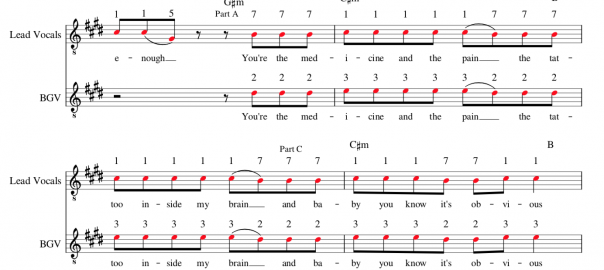 G♯m C♯m B
1 1 5 Part A 7 7 7 1 1 1 1 1 7 7 7
Lead Vocals
e - nough You're the med - i - cine and the pain the tat -
2 2 2 3 3 3 3 3 2 2 2
BGV
You're the med - i - cine and the pain the tat -
Part C C♯m B
1 1 1 1 1 7 7 7 1 1 1 1 7 7 1 1
Lead Vocals
too in - side my brain and ba - by you know it's ob - vi - ous
3 3 3 3 3 2 2 2 3 3 3 3 2 2 3 3
BGV
too in - side my brain and ba - by you know it's ob - vi - ous